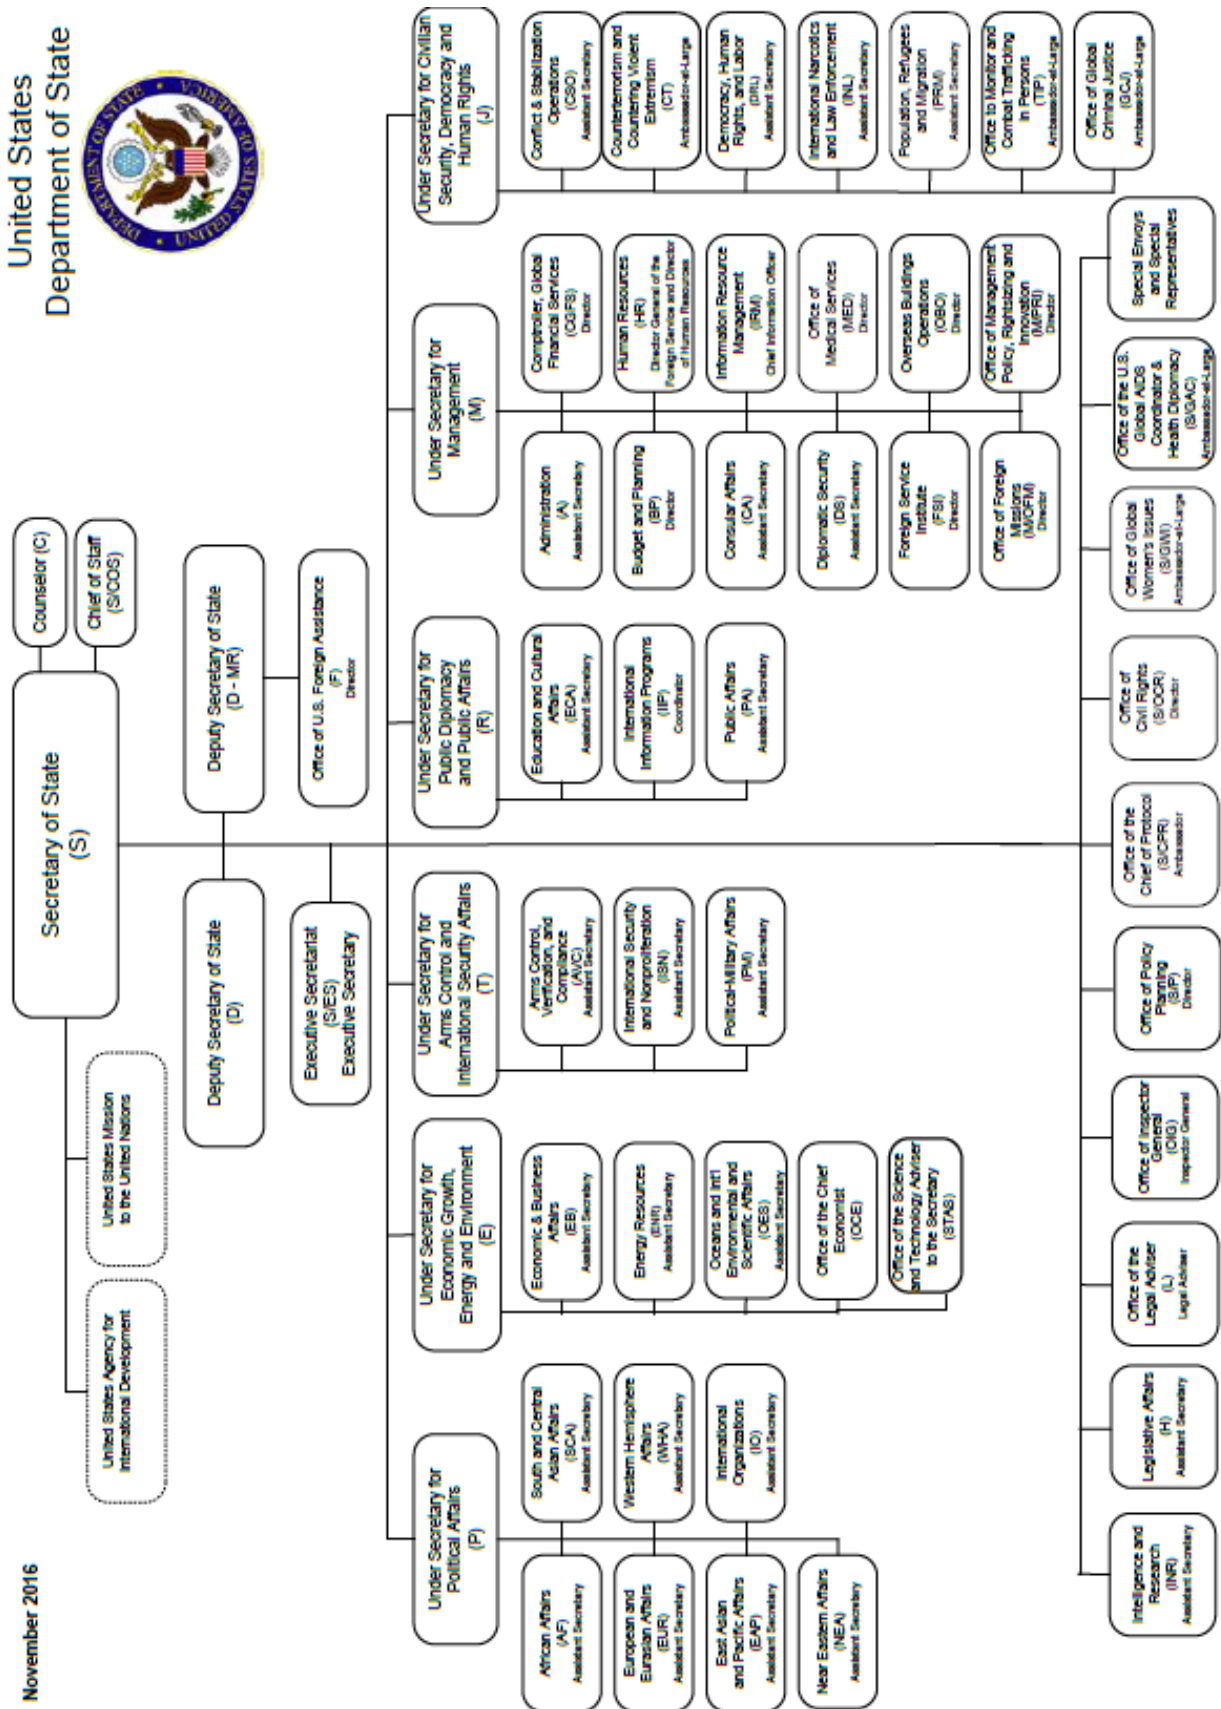 November 2016
United States
Department of State
DEPARTMENT OF STATE
UNITED STATES OF AMERICA
Secretary of State
(S)
Counselor (C)
Chief of Staff
(S/COS)
United States Agency for
International Development
United States Mission
to the United Nations
Deputy Secretary of State
(D)
Deputy Secretary of State
(D - MR)
Executive Secretariat
(S/ES)
Executive Secretary
Office of U.S. Foreign Assistance
(F)
Director
Under Secretary for
Political Affairs
(P)
African Affairs
(AF)
Assistant Secretary
South and Central
Asian Affairs
(SCA)
Assistant Secretary
European and
Eurasian Affairs
(EUR)
Assistant Secretary
Western Hemisphere
Affairs
(WHA)
Assistant Secretary
East Asian
and Pacific Affairs
(EAP)
Assistant Secretary
International
Organizations
(IO)
Assistant Secretary
Near Eastern Affairs
(NEA)
Assistant Secretary
Under Secretary for
Economic Growth,
Energy and Environment
(E)
Economic & Business
Affairs
(EB)
Assistant Secretary
Energy Resources
(ENR)
Assistant Secretary
Oceans and Int'l
Environmental and
Scientific Affairs
(OES)
Assistant Secretary
Office of the Chief
Economist
(OCE)
Office of the Science
and Technology Adviser
to the Secretary
(STAS)
Under Secretary for
Arms Control and
International Security Affairs
(T)
Arms Control,
Verification, and
Compliance
(AVC)
Assistant Secretary
International Security
and Nonproliferation
(ISN)
Assistant Secretary
Political-Military Affairs
(PM)
Assistant Secretary
Under Secretary for
Public Diplomacy
and Public Affairs
(R)
Education and Cultural
Affairs
(ECA)
Assistant Secretary
International
Information Programs
(IIP)
Coordinator
Public Affairs
(PA)
Assistant Secretary
Under Secretary for
Management
(M)
Administration
(A)
Assistant Secretary
Comptroller, Global
Financial Services
(CGFS)
Director
Budget and Planning
(BP)
Director
Human Resources
(HR)
Director General of the
Foreign Service and Director
of Human Resources
Consular Affairs
(CA)
Assistant Secretary
Information Resource
Management
(IRM)
Chief Information Officer
Diplomatic Security
(DS)
Assistant Secretary
Office of
Medical Services
(MED)
Director
Foreign Service
Institute
(FSI)
Director
Overseas Buildings
Operations
(OBO)
Director
Office of Foreign
Missions
(M/OFM)
Director
Office of Management
Policy, Rightsizing and
Innovation
(M/PRI)
Director
Under Secretary for Civilian
Security, Democracy and
Human Rights
(J)
Conflict & Stabilization
Operations
(CSO)
Assistant Secretary
Counterterrorism and
Countering Violent
Extremism
(CT)
Ambassador-at-Large
Democracy, Human
Rights, and Labor
(DRL)
Assistant Secretary
International Narcotics
and Law Enforcement
(INL)
Assistant Secretary
Population, Refugees
and Migration
(PRM)
Assistant Secretary
Office to Monitor and
Combat Trafficking
In Persons
(TIP)
Ambassador-at-Large
Office of Global
Criminal Justice
(GCJ)
Ambassador-at-Large
Intelligence and
Research
(INR)
Assistant Secretary
Legislative Affairs
(H)
Assistant Secretary
Office of the
Legal Adviser
(L)
Legal Adviser
Office of Inspector
General
(OIG)
Inspector General
Office of Policy
Planning
(S/P)
Director
Office of the
Chief of Protocol
(S/CPR)
Ambassador
Office of
Civil Rights
(S/OCR)
Director
Office of Global
Women's Issues
(S/GWI)
Ambassador-at-Large
Office of the U.S.
Global AIDS
Coordinator &
Health Diplomacy
(S/GAC)
Ambassador-at-Large
Special Envoys
and Special
Representatives